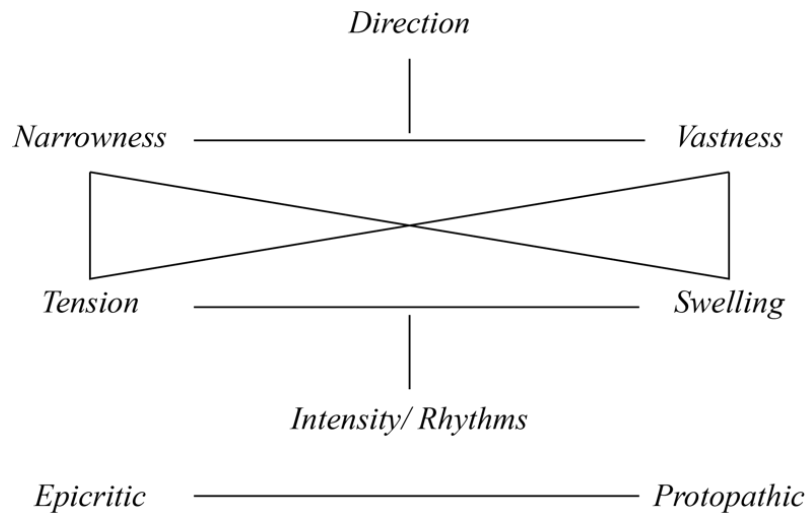 Direction
Narrowness Vastness
Tension Swelling
Intensity/ Rhythms
Epicritic Protopathic